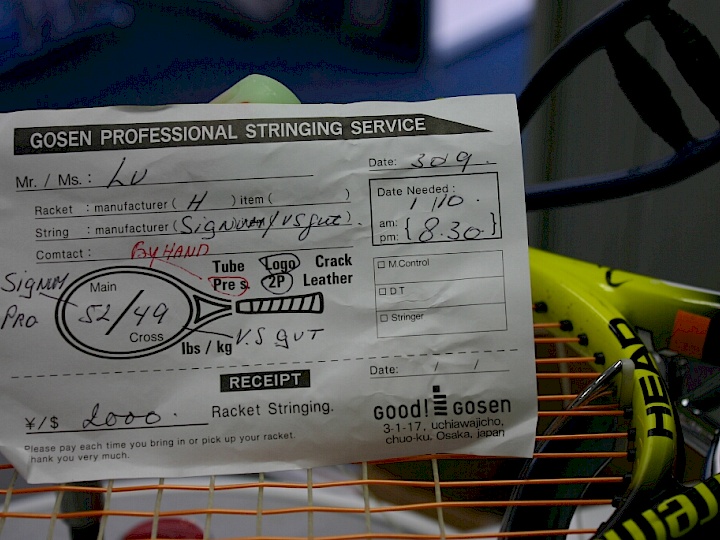 GOSEN PROFESSIONAL STRINGING SERVICE
Mr. / Ms. : LU
Date: 30/9.
Racket : manufacturer ( H ) item ( )
String : manufacturer ( Signum / VS gut ).
Comtact : BY HAND
Date Needed :
1/10.
am:
pm: { 8.30. }
Tube Logo Crack
Pre s 2P Leather
Signum
Pro
Main
52/49
Cross
lbs / kg V.S GUT
M.Control
D.T
Stringer
Date: / /
RECEIPT
¥/$ 2000. Racket Stringing.
Please pay each time you bring in or pick up your racket.
hank you very much.
GOOD! GOSEN
3-1-17, uchiawajicho,
chuo-ku. Osaka, japan
HEAD